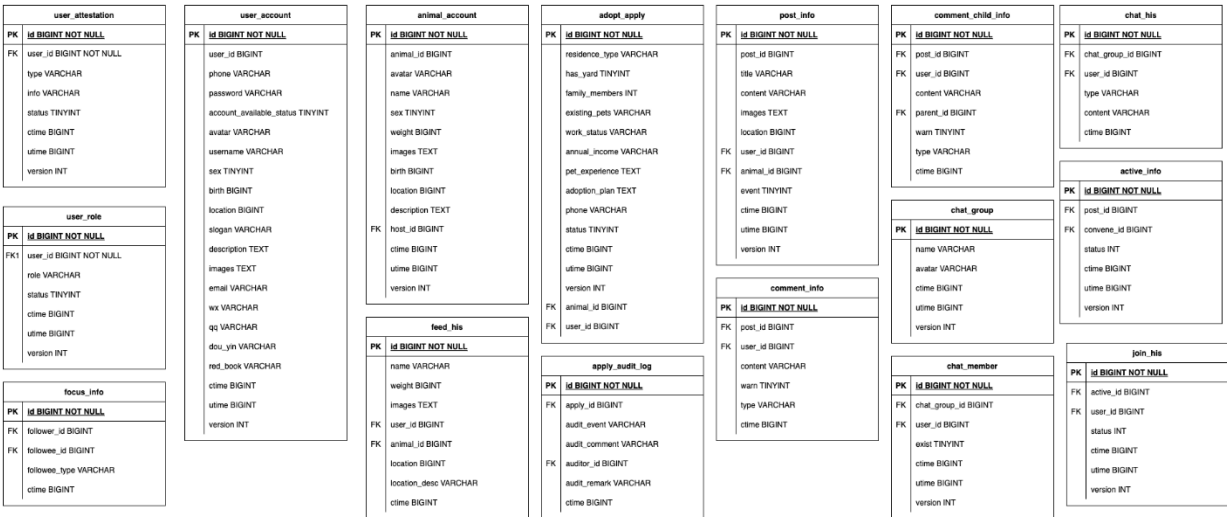 user_attestation
PK id BIGINT NOT NULL
FK user_id BIGINT NOT NULL
type VARCHAR
info VARCHAR
status TINYINT
ctime BIGINT
utime BIGINT
version INT
user_role
PK id BIGINT NOT NULL
FK1 user_id BIGINT NOT NULL
role VARCHAR
status TINYINT
ctime BIGINT
utime BIGINT
version INT
focus_info
PK id BIGINT NOT NULL
FK follower_id BIGINT
FK followee_id BIGINT
followee_type VARCHAR
ctime BIGINT
user_account
PK id BIGINT NOT NULL
user_id BIGINT
phone VARCHAR
password VARCHAR
account_available_status TINYINT
avatar VARCHAR
username VARCHAR
sex TINYINT
birth BIGINT
location BIGINT
slogan VARCHAR
description TEXT
images TEXT
email VARCHAR
wx VARCHAR
qq VARCHAR
dou_yin VARCHAR
red_book VARCHAR
ctime BIGINT
utime BIGINT
version INT
animal_account
PK id BIGINT NOT NULL
animal_id BIGINT
avatar VARCHAR
name VARCHAR
sex TINYINT
weight BIGINT
images TEXT
birth BIGINT
location BIGINT
description TEXT
FK host_id BIGINT
ctime BIGINT
utime BIGINT
version INT
feed_his
PK id BIGINT NOT NULL
name VARCHAR
weight BIGINT
images TEXT
FK user_id BIGINT
FK animal_id BIGINT
location BIGINT
location_desc VARCHAR
ctime BIGINT
adopt_apply
PK id BIGINT NOT NULL
residence_type VARCHAR
has_yard TINYINT
family_members INT
existing_pets VARCHAR
work_status VARCHAR
annual_income VARCHAR
pet_experience TEXT
adoption_plan TEXT
phone VARCHAR
status TINYINT
ctime BIGINT
utime BIGINT
version INT
FK animal_id BIGINT
FK user_id BIGINT
apply_audit_log
PK id BIGINT NOT NULL
FK apply_id BIGINT
audit_event VARCHAR
audit_comment VARCHAR
FK auditor_id BIGINT
audit_remark VARCHAR
ctime BIGINT
post_info
PK id BIGINT NOT NULL
post_id BIGINT
title VARCHAR
content VARCHAR
images TEXT
location BIGINT
FK user_id BIGINT
FK animal_id BIGINT
event TINYINT
ctime BIGINT
utime BIGINT
version INT
comment_info
PK id BIGINT NOT NULL
FK post_id BIGINT
FK user_id BIGINT
content VARCHAR
warn TINYINT
type VARCHAR
ctime BIGINT
comment_child_info
PK id BIGINT NOT NULL
FK post_id BIGINT
FK user_id BIGINT
content VARCHAR
FK parent_id BIGINT
warn TINYINT
type VARCHAR
ctime BIGINT
chat_group
PK id BIGINT NOT NULL
name VARCHAR
avatar VARCHAR
ctime BIGINT
utime BIGINT
version INT
chat_member
PK id BIGINT NOT NULL
FK chat_group_id BIGINT
FK user_id BIGINT
exist TINYINT
ctime BIGINT
utime BIGINT
version INT
chat_his
PK id BIGINT NOT NULL
FK chat_group_id BIGINT
FK user_id BIGINT
type VARCHAR
content VARCHAR
ctime BIGINT
active_info
PK id BIGINT NOT NULL
FK post_id BIGINT
FK convene_id BIGINT
status INT
ctime BIGINT
utime BIGINT
version INT
join_his
PK id BIGINT NOT NULL
FK active_id BIGINT
FK user_id BIGINT
status INT
ctime BIGINT
utime BIGINT
version INT